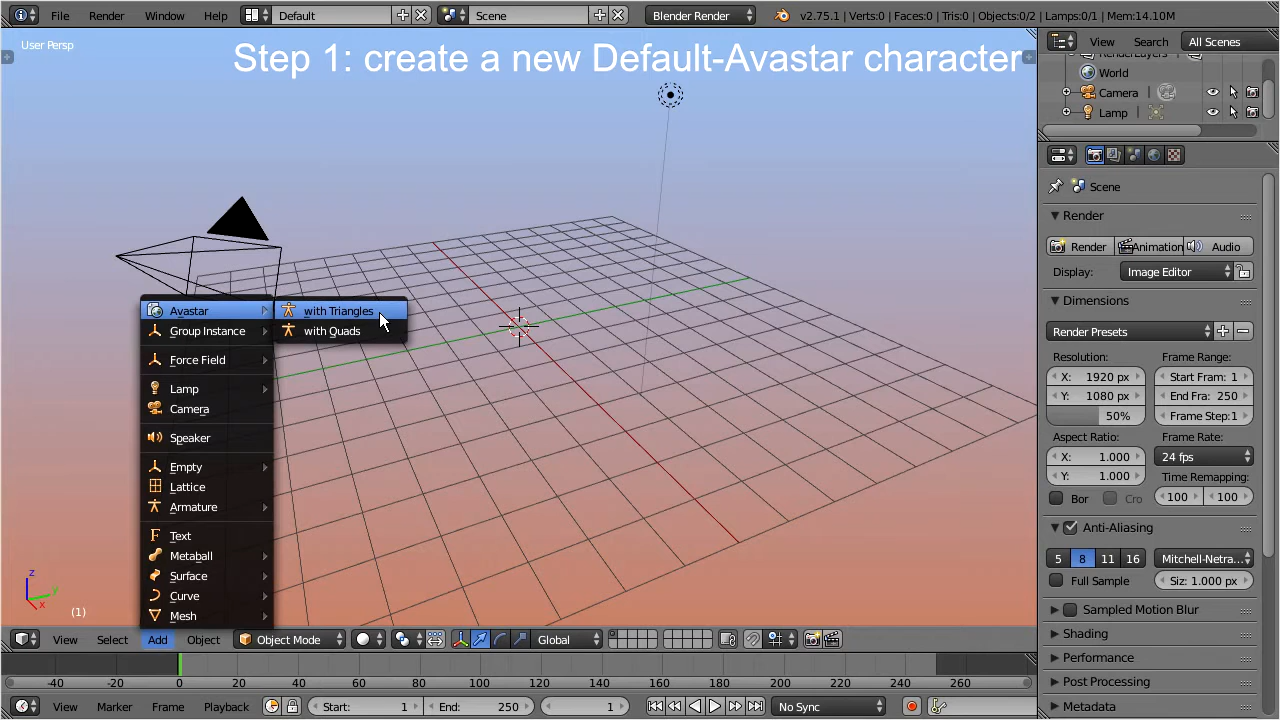 File Render Window Help Default Scene Blender Render v2.75.1 | Verts:0 | Faces:0 | Tris:0 | Objects:0/2 | Lamps:0/1 | Mem:14.10M
User Persp
Step 1: create a new Default-Avastar character
View Search All Scenes
World
Camera
Lamp
Scene
Render
Render Animation Audio
Display: Image Editor
Dimensions
Render Presets
Resolution: Frame Range:
X: 1920 px Start Fram: 1
Y: 1080 px End Fra: 250
50% Frame Step:1
Aspect Ratio: Frame Rate:
X: 1.000 24 fps
Y: 1.000 Time Remapping:
Bor Cro 100 100
Anti-Aliasing
5 8 11 16 Mitchell-Netra...
Full Sample Siz: 1.000 px
Sampled Motion Blur
Shading
Performance
Post Processing
Metadata
Avastar with Triangles
Group Instance with Quads
Force Field
Lamp
Camera
Speaker
Empty
Lattice
Armature
Text
Metaball
Surface
Curve
Mesh
z
y
x
(1)
View Select Add Object Object Mode Global
-40 -20 0 20 40 60 80 100 120 140 160 180 200 220 240 260
View Marker Frame Playback Start: 1 End: 250 1 No Sync